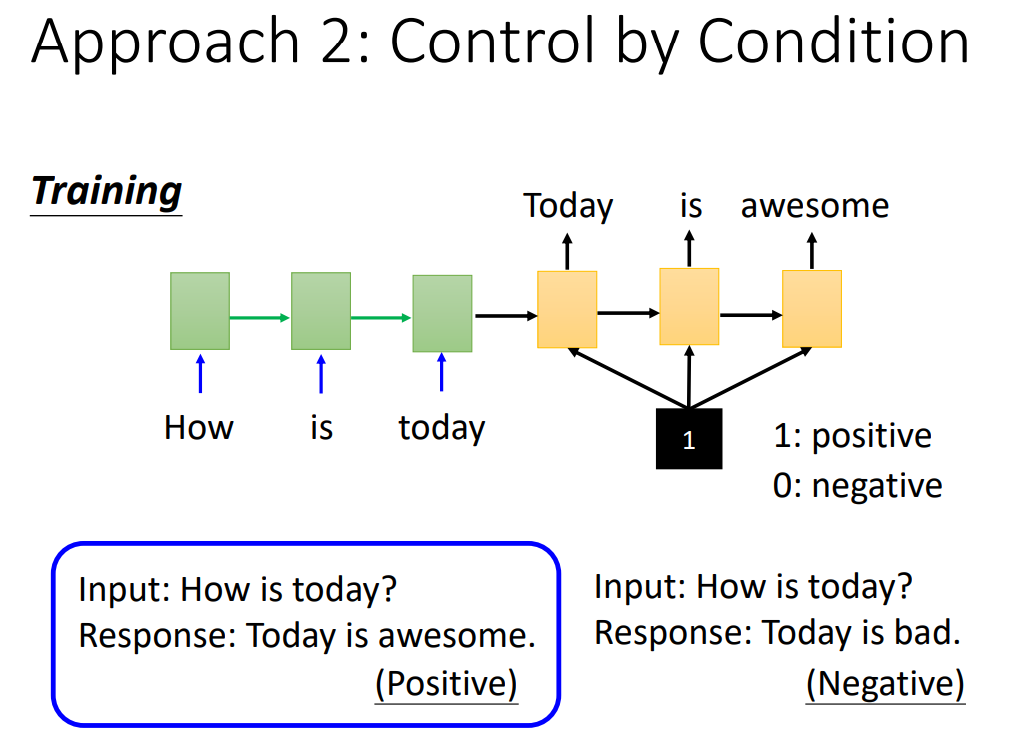 Approach 2: Control by Condition
Training
Today is awesome
How is today
1
1: positive
0: negative
Input: How is today?
Response: Today is awesome.
(Positive)
Input: How is today?
Response: Today is bad.
(Negative)